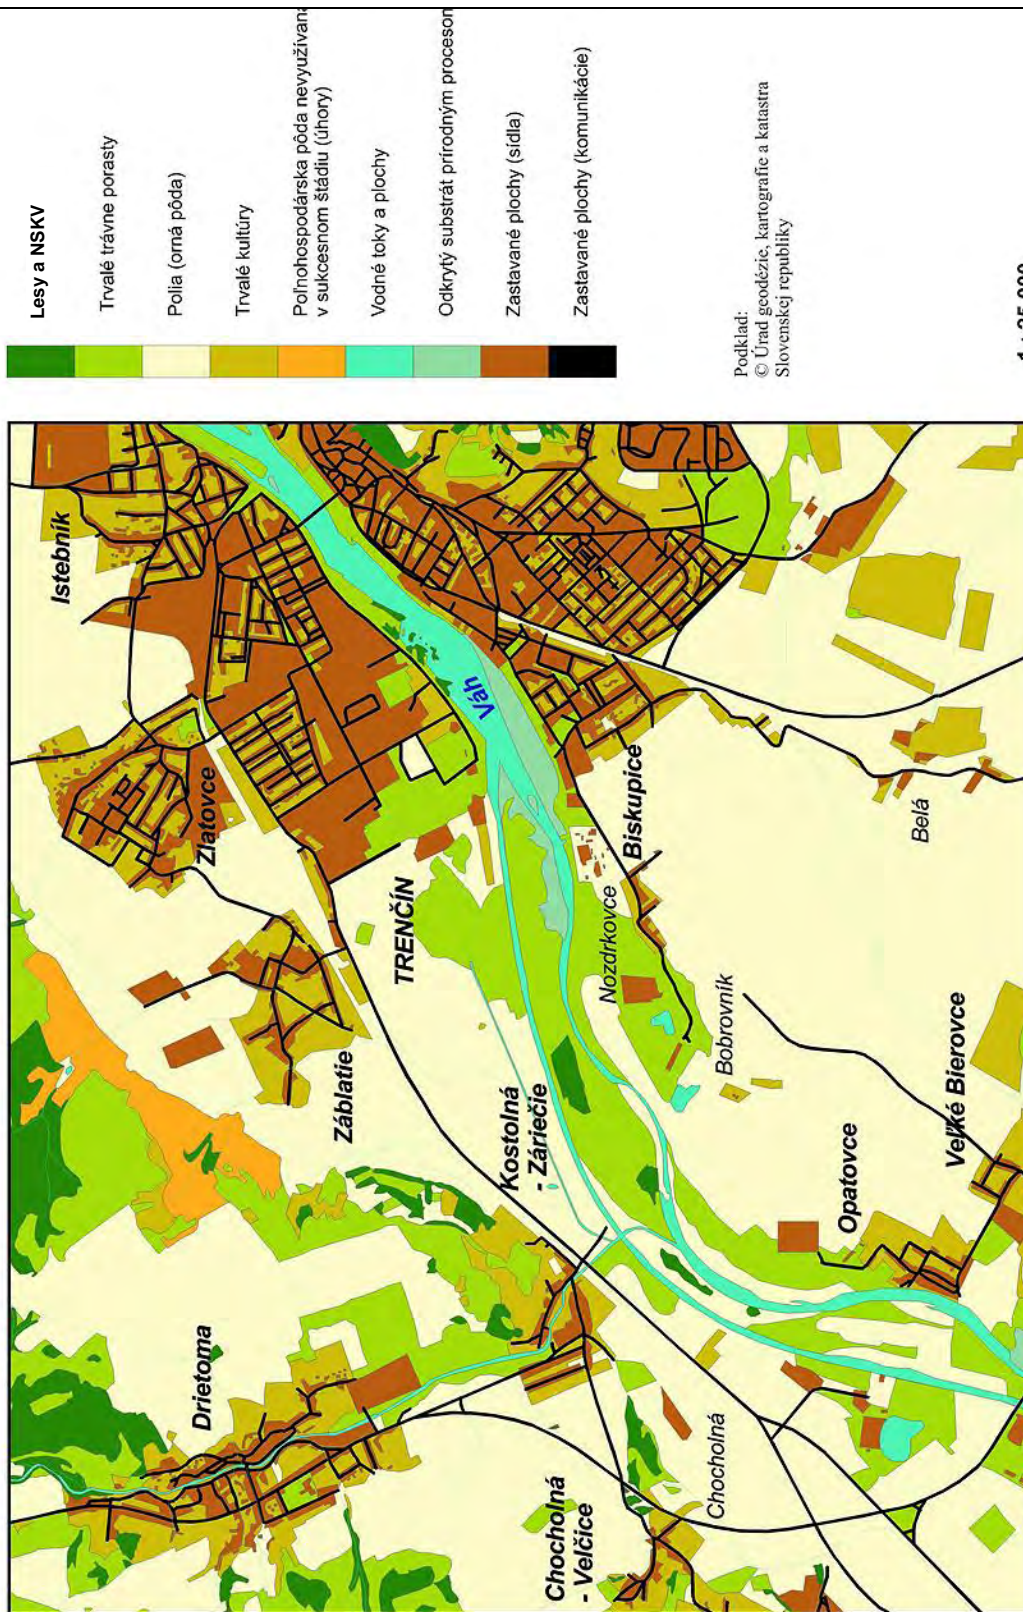 Lesy a NSKV
Trvalé trávne porasty
Polia (orná pôda)
Trvalé kultúry
Poľnohospodárska pôda nevyužívaná
v sukcesnom štádiu (úhory)
Vodné toky a plochy
Odkrytý substrát prírodným proceson
Zastavané plochy (sídla)
Zastavané plochy (komunikácie)
Podklad:
© Úrad geodézie, kartografie a katastra
Slovenskej republiky
Istebník
Zlatovce
Váh
TRENČÍN
Biskupice
Belá
Nozdrkovce
Záblatie
Bobrovník
Kostolná
- Záriečie
Veľké Bierovce
Opatovce
Drietoma
Chocholná
Chocholná
- Velčice